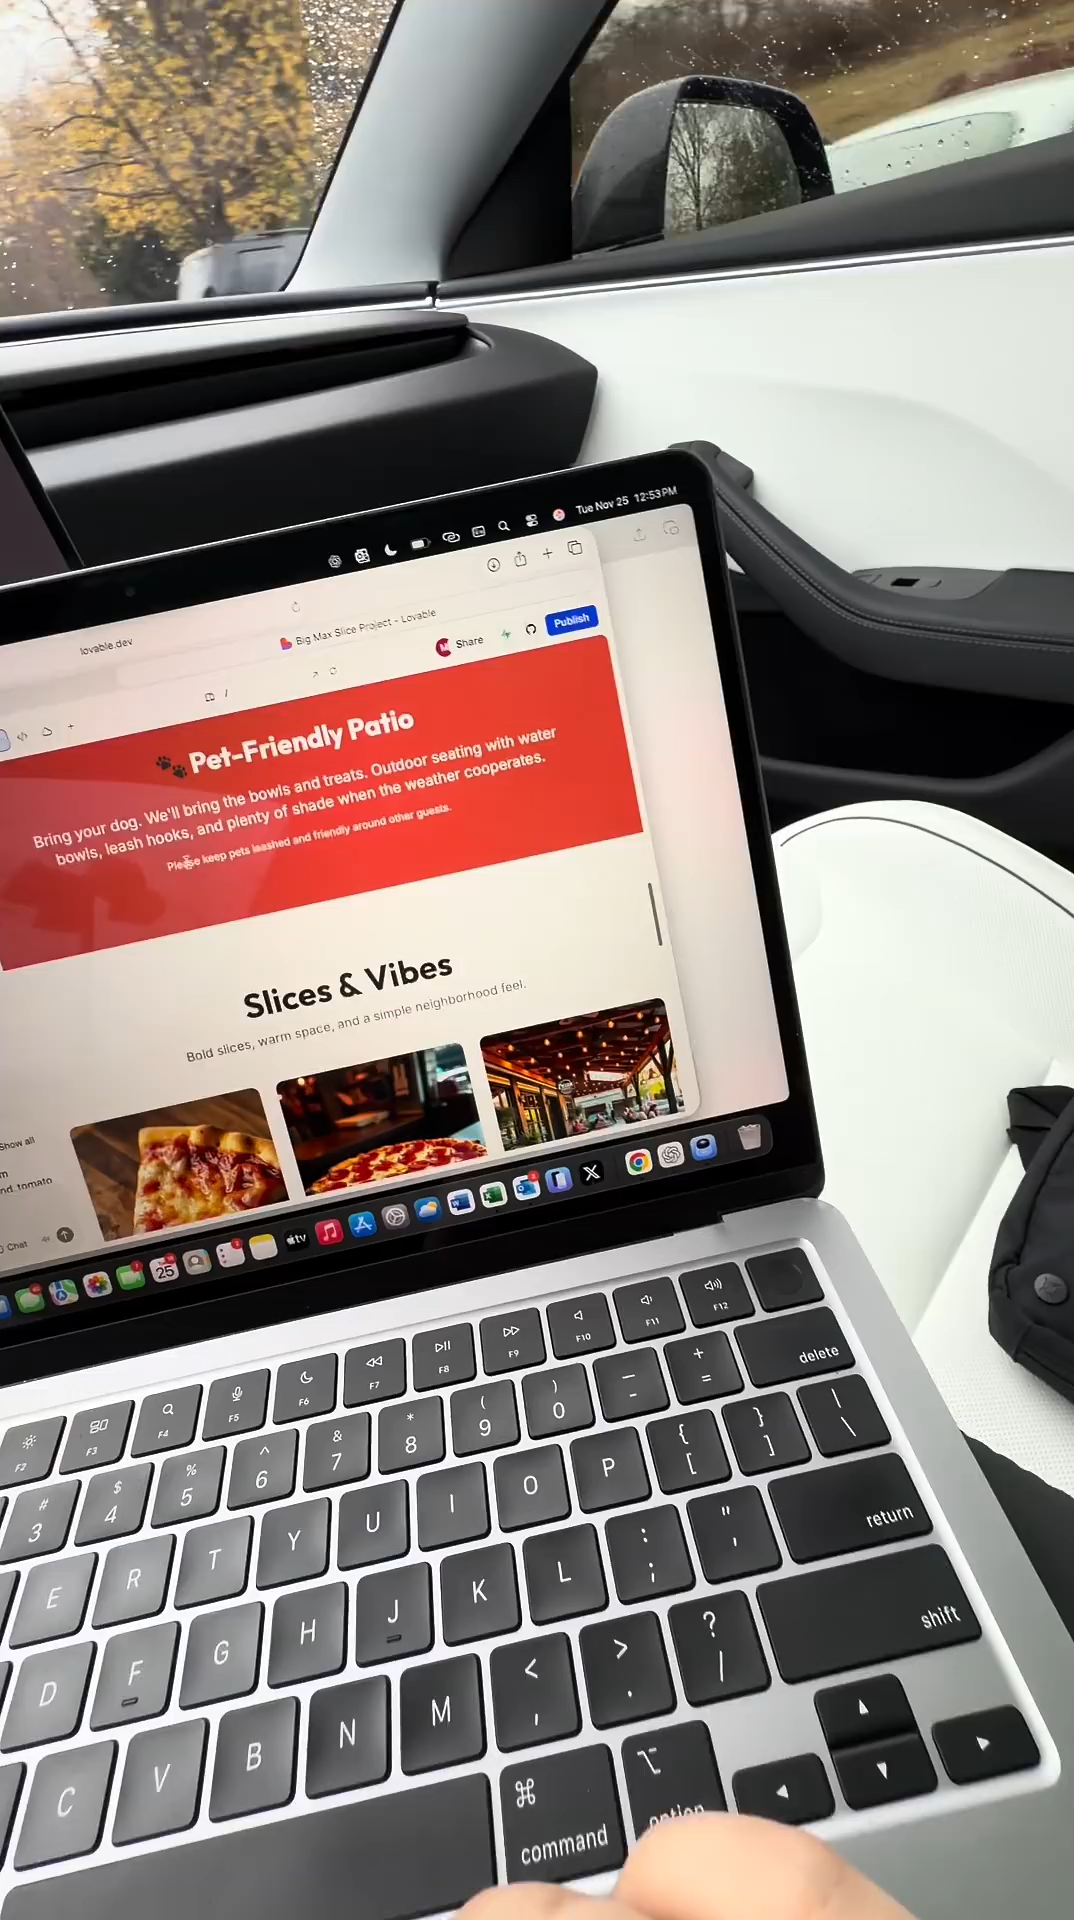 Tue Nov 25 12:53 PM
lovable.dev
Big Max Slice Project - Lovable
M Share Publish
/
</> +
🐾 Pet-Friendly Patio
Bring your dog. We'll bring the bowls and treats. Outdoor seating with water
bowls, leash hooks, and plenty of shade when the weather cooperates.
Please keep pets leashed and friendly around other guests.
Slices & Vibes
Bold slices, warm space, and a simple neighborhood feel.
Show all
Chat
25
tv
F2 F3 F4 F5 F6 F7 F8 F9 F10 F11 F12
# 3 $ 4 % 5 ^ 6 & 7 * 8 ( 9 ) 0 — - + = delete
E R T Y U I O P { [ } ] | \
D F G H J K L : ; " ' return
C V B N M < , > . ? / shift
⌘ command ⌥ option